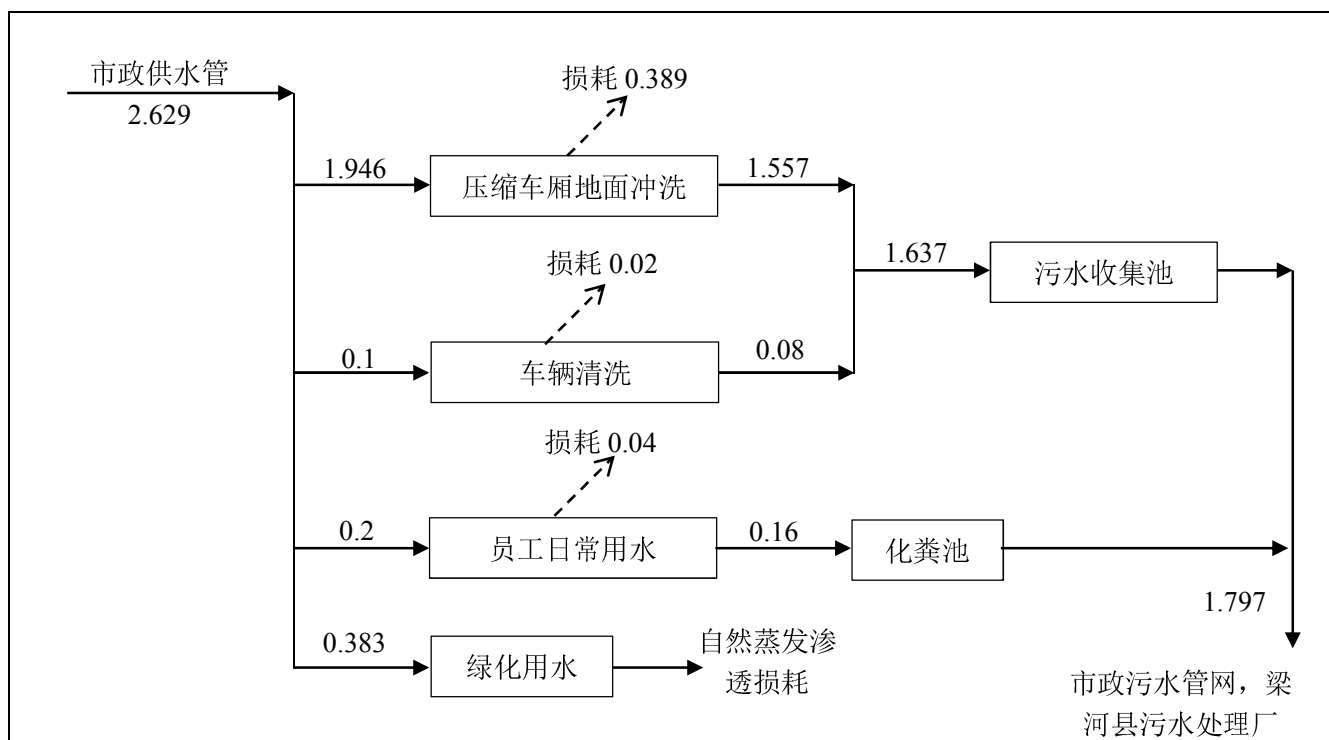 市政供水管
2.629
损耗 0.389
1.946
压缩车厢地面冲洗
1.557
损耗 0.02
1.637
污水收集池
0.1
车辆清洗
0.08
损耗 0.04
0.2
员工日常用水
0.16
化粪池
1.797
0.383
绿化用水
自然蒸发渗
透损耗
市政污水管网，梁
河县污水处理厂